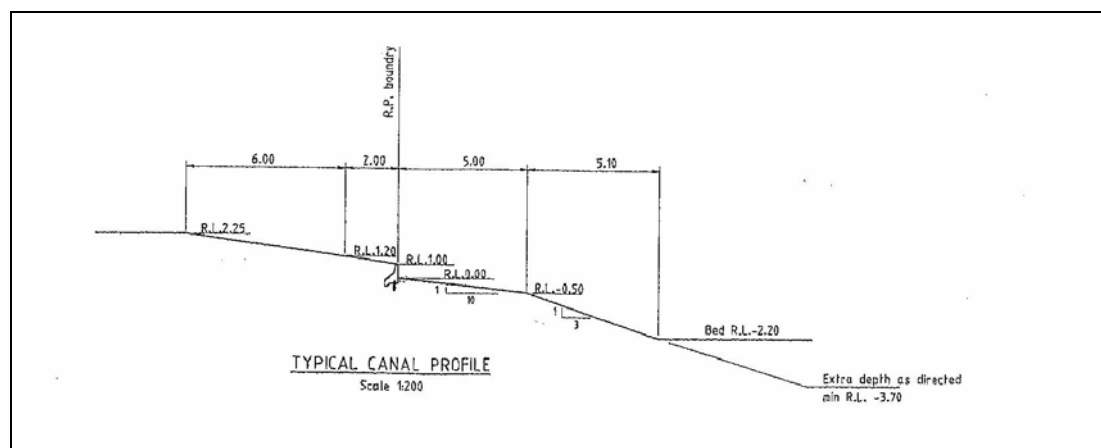 R.P. boundry
6.00
2.00
5.00
5.10
R.L.2.25
R.L.1.20
R.L.1.00
R.L.0.00
1
10
R.L.-0.50
1
3
Bed R.L.-2.20
TYPICAL CANAL PROFILE
Scale 1:200
Extra depth as directed
min R.L. -3.70